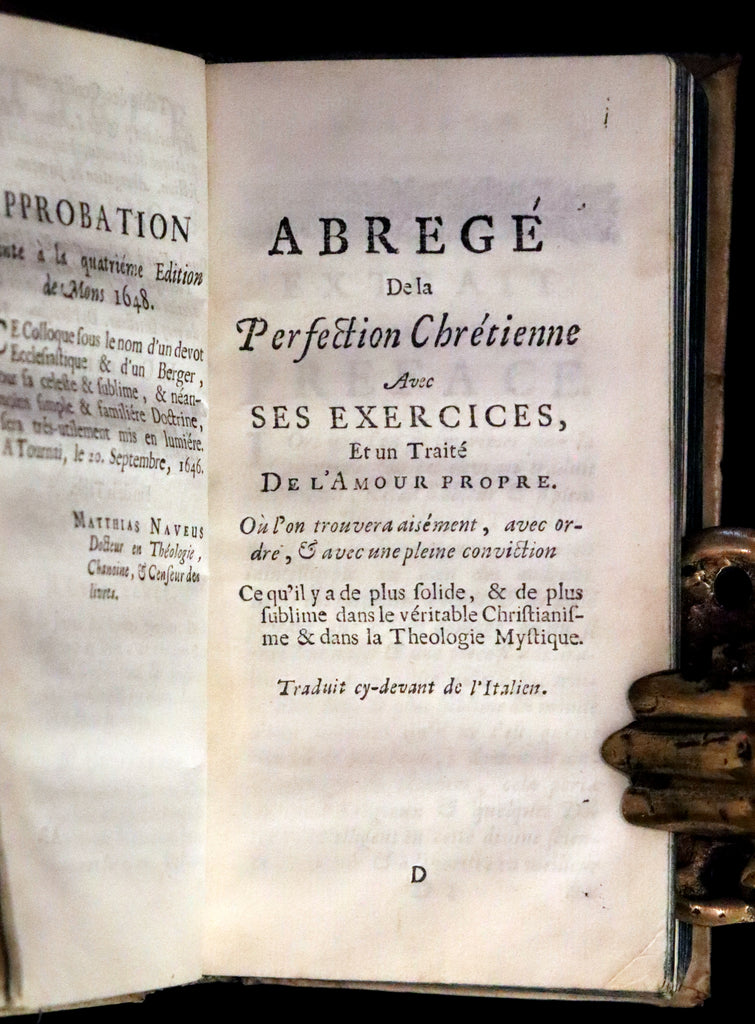 PPROBATION
nte à la quatriéme Edition
de Mons 1648.
CE Colloque ſous le nom d'un devot
Eccleſiaſtique & d'un Berger,
ſa celeſte & ſublime, & néan-
ſimple & familiére Doctrine,
ſera trés-utilement mis en lumiére.
A Tournai, le 20. Septembre, 1646.
MATTHIAS NAVEUS
Docteur en Théologie,
Chanoine, & Cenſeur des
livres.
ABREGÉ
De la
Perfection Chrétienne
Avec
SES EXERCICES,
Et un Traité
DE L'AMOUR PROPRE.
Où l'on trouvera aisément, avec or-
dre, & avec une pleine conviction
Ce qu'il y a de plus ſolide, & de plus
ſublime dans le véritable Chriſtianiſ-
me & dans la Theologie Myſtique.
Traduit cy-devant de l'Italien.
D